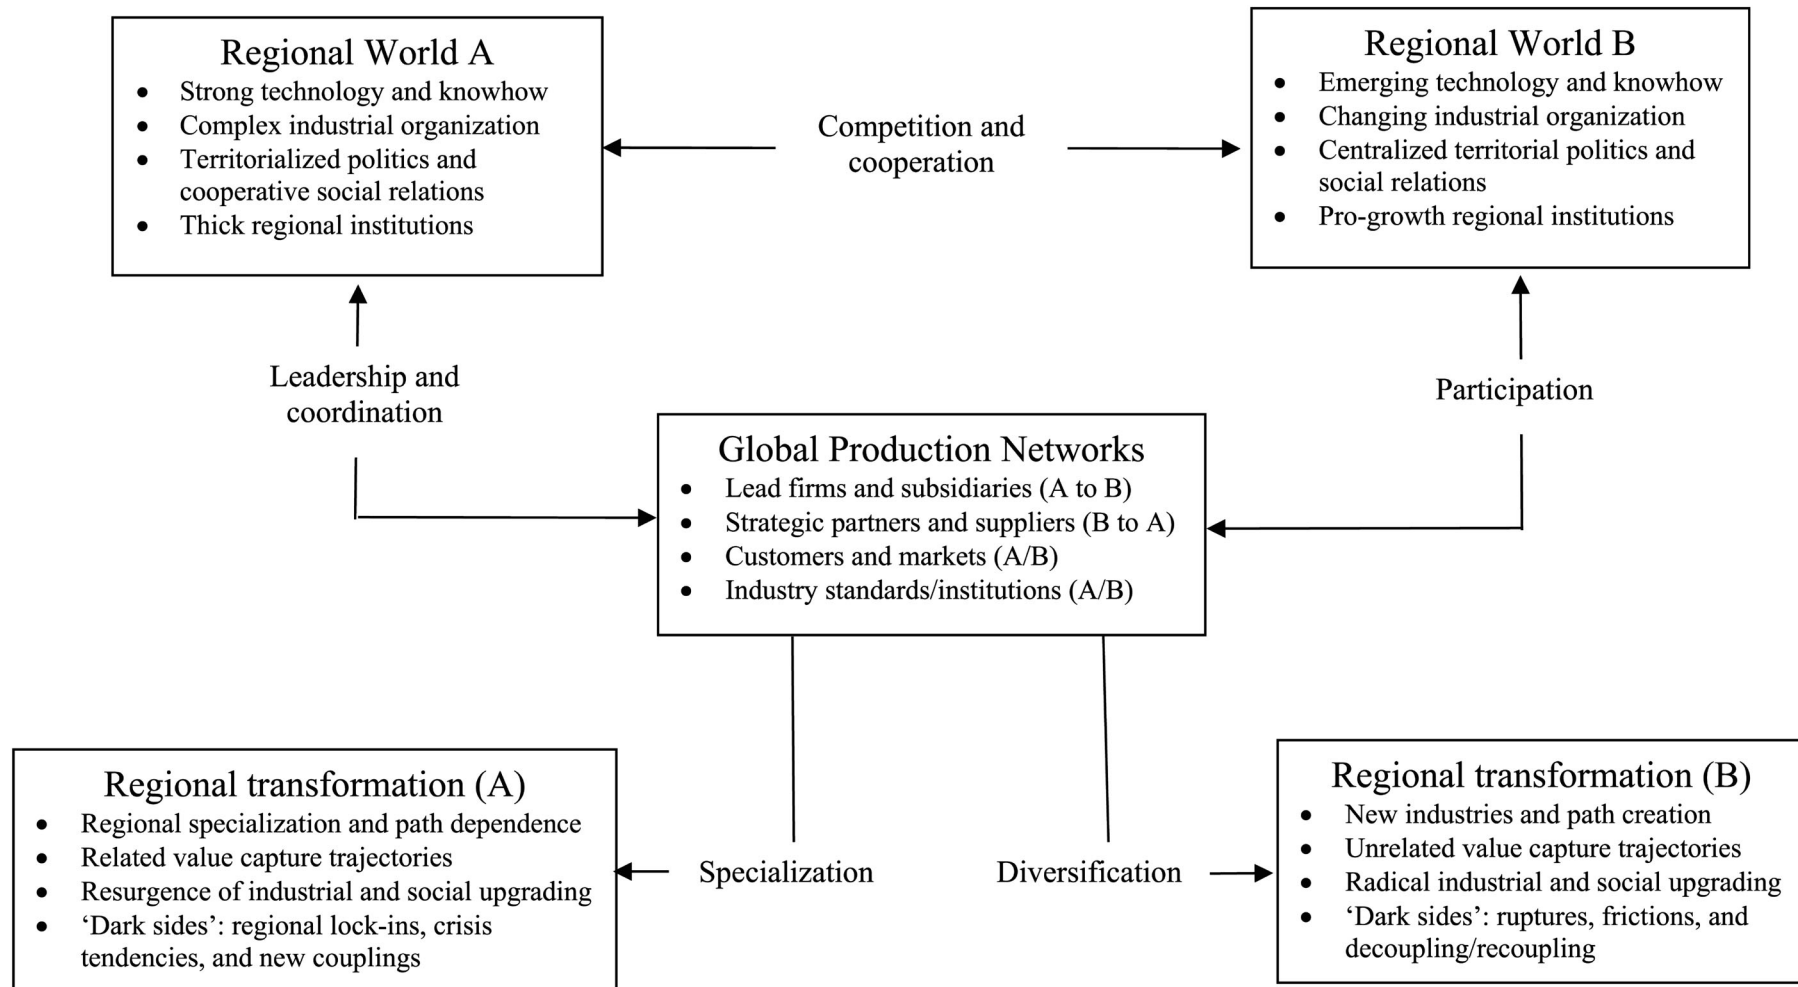 Regional World A
• Strong technology and knowhow
• Complex industrial organization
• Territorialized politics and
cooperative social relations
• Thick regional institutions
Competition and
cooperation
Regional World B
• Emerging technology and knowhow
• Changing industrial organization
• Centralized territorial politics and
social relations
• Pro-growth regional institutions
Leadership and
coordination
Participation
Global Production Networks
• Lead firms and subsidiaries (A to B)
• Strategic partners and suppliers (B to A)
• Customers and markets (A/B)
• Industry standards/institutions (A/B)
Regional transformation (A)
• Regional specialization and path dependence
• Related value capture trajectories
• Resurgence of industrial and social upgrading
• ‘Dark sides’: regional lock-ins, crisis
tendencies, and new couplings
Specialization
Diversification
Regional transformation (B)
• New industries and path creation
• Unrelated value capture trajectories
• Radical industrial and social upgrading
• ‘Dark sides’: ruptures, frictions, and
decoupling/recoupling